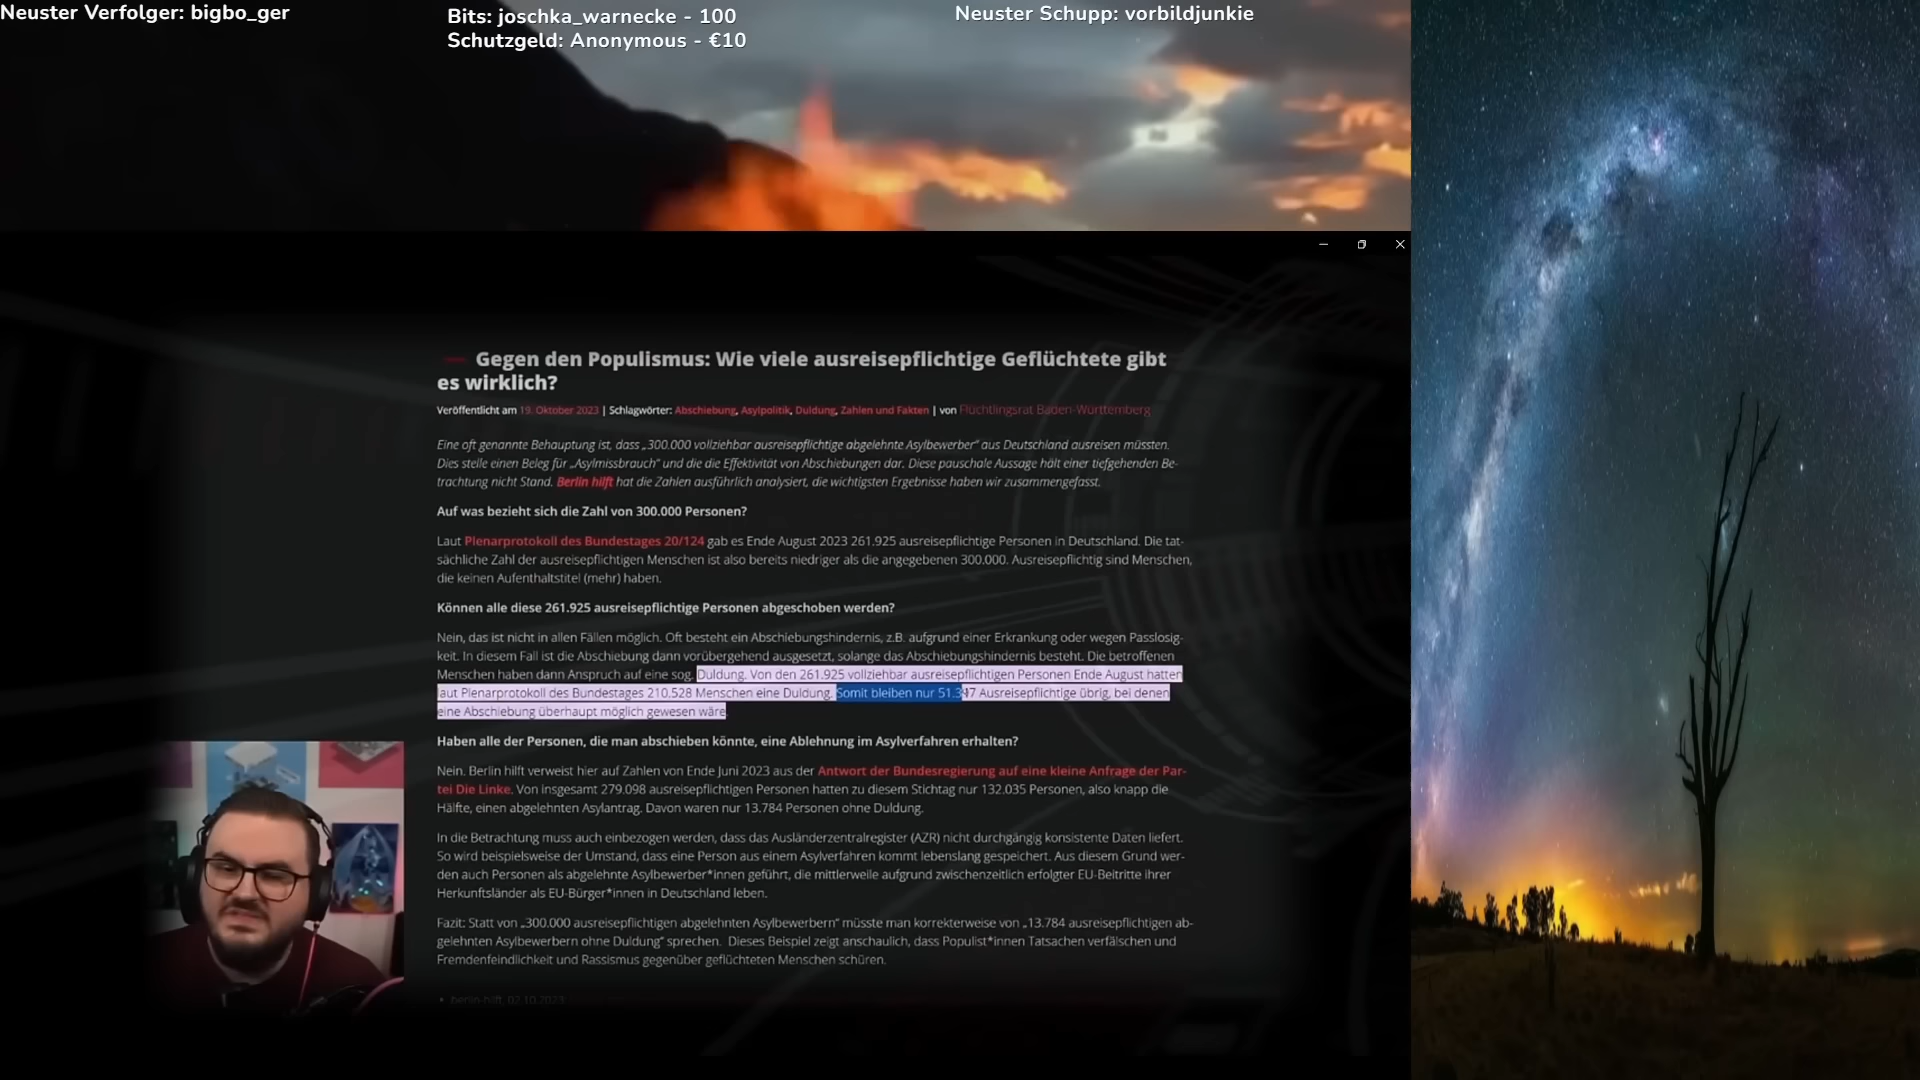 Neuster Verfolger: bigbo_ger
Bits: joschka_warnecke - 100
Schutzgeld: Anonymous - €10
Neuster Schupp: vorbildjunkie
Gegen den Populismus: Wie viele ausreisepflichtige Geflüchtete gibt
es wirklich?
Veröffentlicht am 19. Oktober 2023 | Schlagwörter: Abschiebung, Asylpolitik, Duldung, Zahlen und Fakten | von Flüchtlingsrat Baden-Württemberg
Eine oft genannte Behauptung ist, dass „300.000 vollziehbar ausreisepflichtige abgelehnte Asylbewerber“ aus Deutschland ausreisen müssten.
Dies stelle einen Beleg für „Asylmissbrauch“ und die die Effektivität von Abschiebungen dar. Diese pauschale Aussage hält einer tiefgehenden Be-
trachtung nicht Stand. Berlin hilft hat die Zahlen ausführlich analysiert, die wichtigsten Ergebnisse haben wir zusammengefasst.
Auf was bezieht sich die Zahl von 300.000 Personen?
Laut Plenarprotokoll des Bundestages 20/124 gab es Ende August 2023 261.925 ausreisepflichtige Personen in Deutschland. Die tat-
sächliche Zahl der ausreisepflichtigen Menschen ist also bereits niedriger als die angegebenen 300.000. Ausreisepflichtig sind Menschen,
die keinen Aufenthaltstitel (mehr) haben.
Können alle diese 261.925 ausreisepflichtige Personen abgeschoben werden?
Nein, das ist nicht in allen Fällen möglich. Oft besteht ein Abschiebungshindernis, z.B. aufgrund einer Erkrankung oder wegen Passlosig-
keit. In diesem Fall ist die Abschiebung dann vorübergehend ausgesetzt, solange das Abschiebungshindernis besteht. Die betroffenen
Menschen haben dann Anspruch auf eine sog. Duldung. Von den 261.925 vollziehbar ausreisepflichtigen Personen Ende August hatten
laut Plenarprotokoll des Bundestages 210.528 Menschen eine Duldung. Somit bleiben nur Ausreisepflichtige übrig, bei denen
eine Abschiebung überhaupt möglich gewesen wäre.
Haben alle der Personen, die man abschieben könnte, eine Ablehnung im Asylverfahren erhalten?
Nein. Berlin hilft verweist hier auf Zahlen von Ende Juni 2023 aus der Antwort der Bundesregierung auf eine kleine Anfrage der Par-
tei Die Linke. Von insgesamt 279.098 ausreisepflichtigen Personen hatten zu diesem Stichtag nur 132.035 Personen, also knapp die
Hälfte, einen abgelehnten Asylantrag. Davon waren nur 13.784 Personen ohne Duldung.
In die Betrachtung muss auch einbezogen werden, dass das Ausländerzentralregister (AZR) nicht durchgängig konsistente Daten liefert.
So wird beispielsweise der Umstand, dass eine Person aus einem Asylverfahren kommt lebenslang gespeichert. Aus diesem Grund wer-
den auch Personen als abgelehnte Asylbewerber*innen geführt, die mittlerweile aufgrund zwischenzeitlich erfolgter EU-Beitritte ihrer
Herkunftsländer als EU-Bürger*innen in Deutschland leben.
Fazit: Statt von „300.000 ausreisepflichtigen abgelehnten Asylbewerbern“ müsste man korrekterweise von „13.784 ausreisepflichtigen ab-
gelehnten Asylbewerbern ohne Duldung“ sprechen. Dieses Beispiel zeigt anschaulich, dass Populist*innen Tatsachen verfälschen und
Fremdenfeindlichkeit und Rassismus gegenüber geflüchteten Menschen schüren.
• berlin-hilft, 02.10.2023